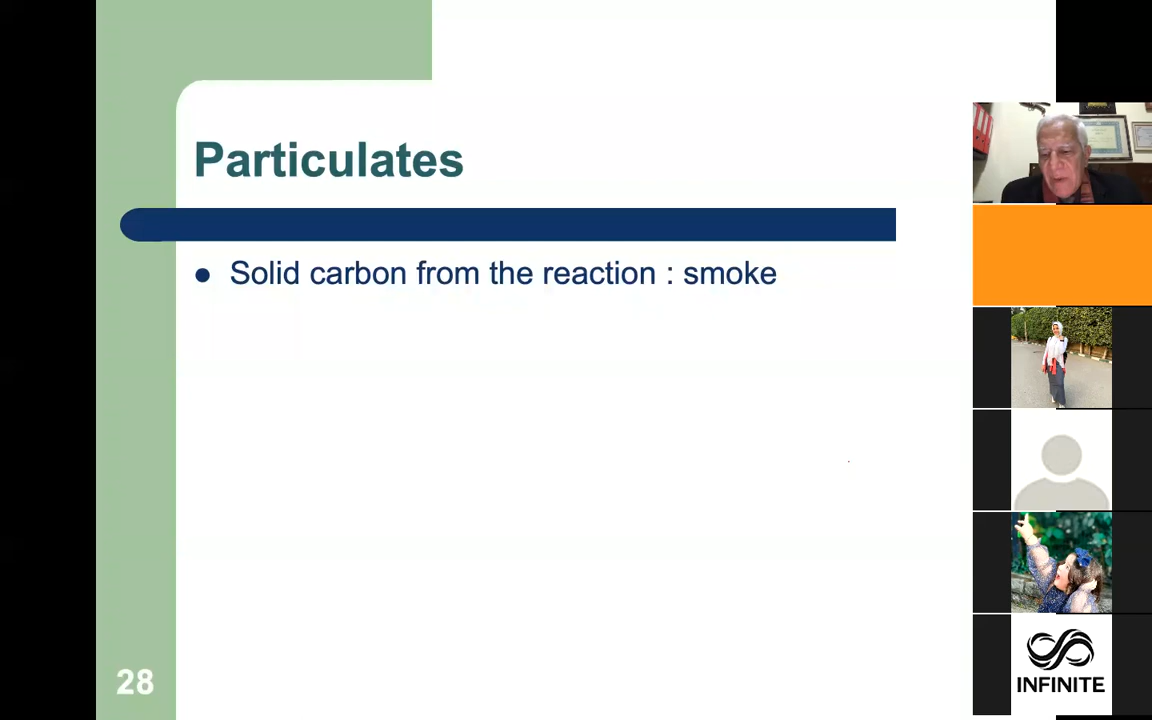 Particulates
Solid carbon from the reaction : smoke
28
INFINITE